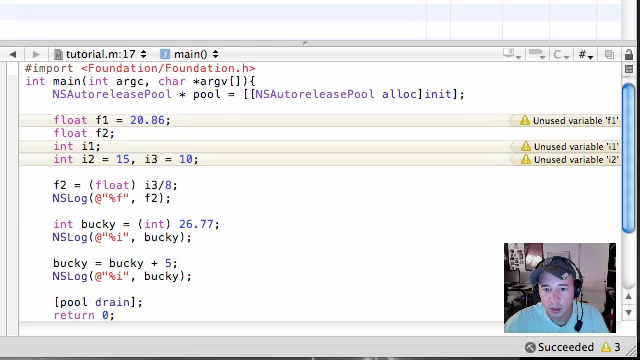 tutorial.m:17 main() C #
#import <Foundation/Foundation.h>
int main(int argc, char *argv[]){
NSAutoreleasePool * pool = [[NSAutoreleasePool alloc]init];
float f1 = 20.86; Unused variable 'f1'
float f2;
int i1; Unused variable 'i1'
int i2 = 15, i3 = 10; Unused variable 'i2'
f2 = (float) i3/8;
NSLog(@"%f", f2);
int bucky = (int) 26.77;
NSLog(@"%i", bucky);
bucky = bucky + 5;
NSLog(@"%i", bucky);
[pool drain];
return 0;
Succeeded 3